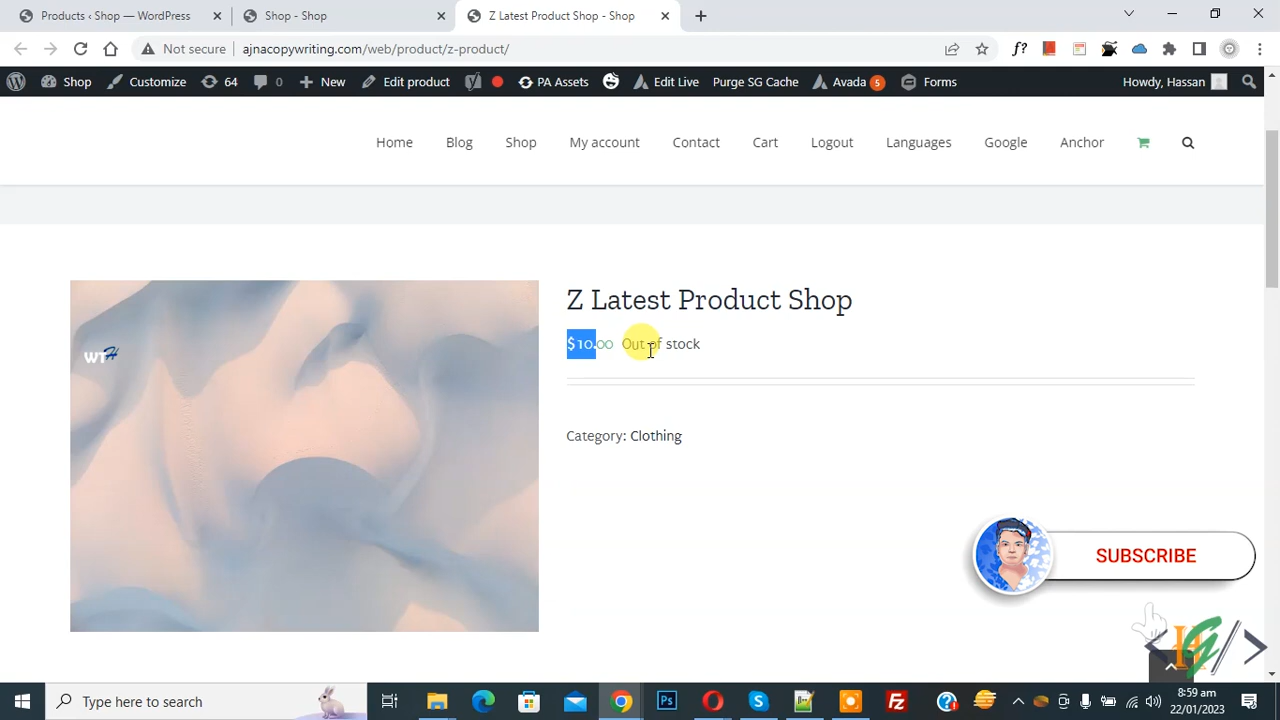 Products ‹ Shop — WordPress
Shop - Shop
Z Latest Product Shop - Shop
Not secure
ajnacopywriting.com/web/product/z-product/
f?
Shop
Customize
64
0
New
Edit product
PA Assets
Edit Live
Purge SG Cache
Avada
5
Forms
Howdy, Hassan
Home
Blog
Shop
My account
Contact
Cart
Logout
Languages
Google
Anchor
Z Latest Product Shop
$10.00 Out of stock
WTH
Category: Clothing
SUBSCRIBE
Type here to search
8:59 am
22/01/2023